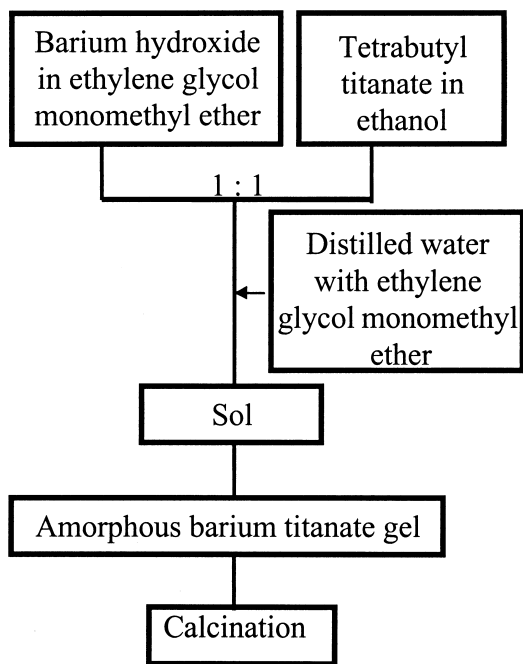 Barium hydroxide
in ethylene glycol
monomethyl ether
Tetrabutyl
titanate in
ethanol
1 : 1
Distilled water
with ethylene
glycol monomethyl
ether
Sol
Amorphous barium titanate gel
Calcination